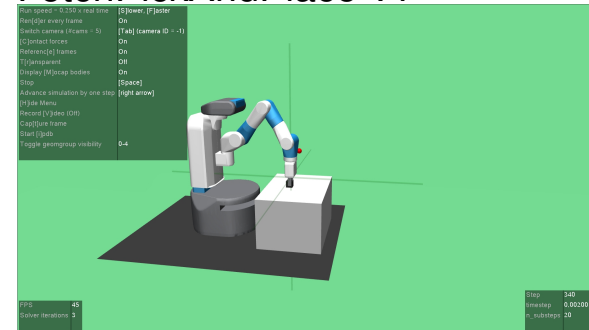 FetchPickAndPlace-v1
Run speed = 0.250 x real time [S]lower, [F]aster
Ren[d]er every frame On
Switch camera (#cams = 5) [Tab] (camera ID = -1)
[C]ontact forces On
Referenc[e] frames On
T[r]ansparent Off
Display [M]ocap bodies On
Stop [Space]
Advance simulation by one step [right arrow]
[H]ide Menu
Record [V]ideo (Off)
Cap[t]ure frame
Start [i]pdb
Toggle geomgroup visibility 0-4
FPS 45
Solver iterations 3
Step 340
timestep 0.00200
n_substeps 20